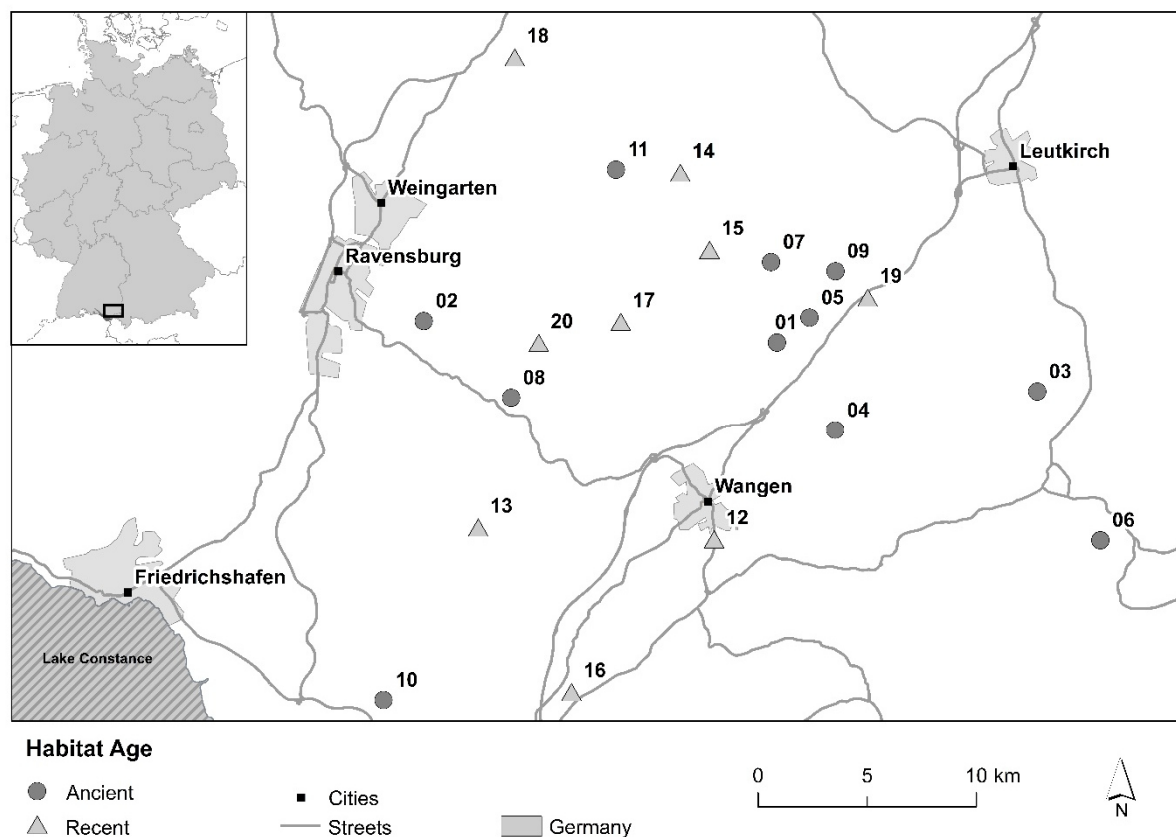 18
11
14
Leutkirch
Weingarten
15
07
09
Ravensburg
19
02
17
05
20
01
08
03
04
Wangen
13
12
06
Friedrichshafen
Lake Constance
16
10
Habitat Age
Ancient
Recent
Cities
Streets
Germany
0 5 10 km
N